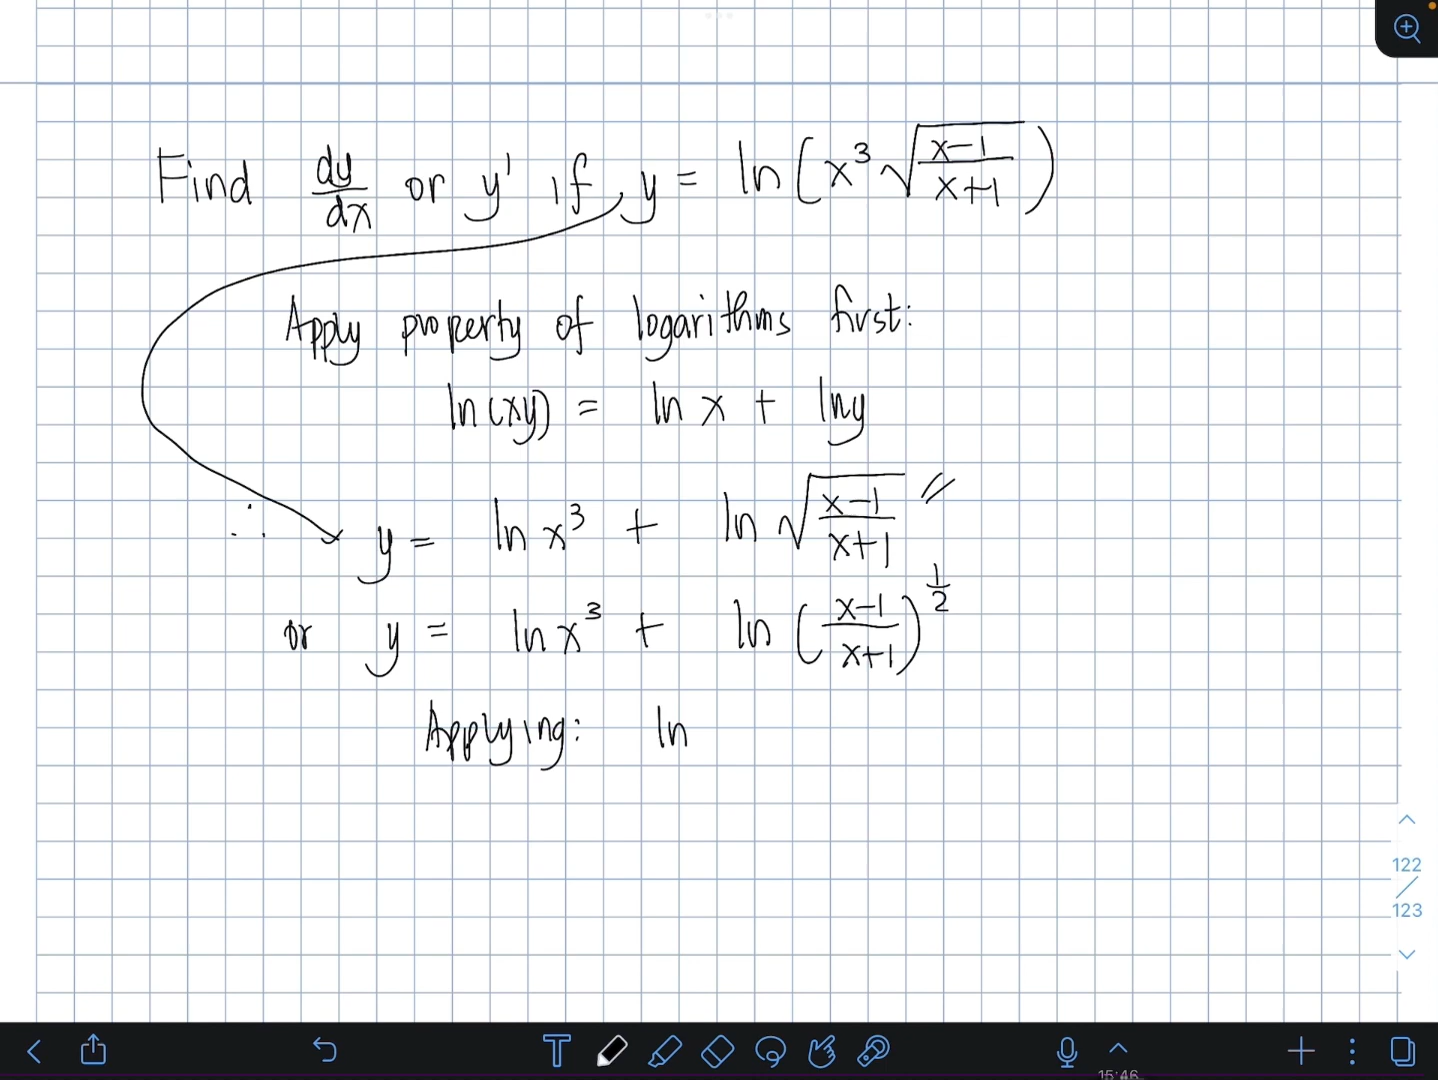 Find dy/dx or y' if y = ln(x³√((x-1)/(x+1)))
Apply property of logarithms first:
ln(xy) = ln x + ln y
∴ y = ln x³ + ln √((x-1)/(x+1)) //
or y = ln x³ + ln ((x-1)/(x+1))^(1/2)
Applying: ln
122
/
123
T
15:46